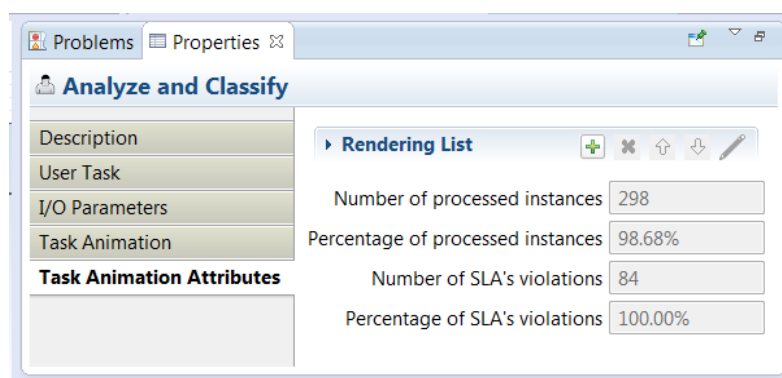 Problems Properties
Analyze and Classify
Description
User Task
I/O Parameters
Task Animation
Task Animation Attributes
Rendering List
Number of processed instances 298
Percentage of processed instances 98.68%
Number of SLA's violations 84
Percentage of SLA's violations 100.00%